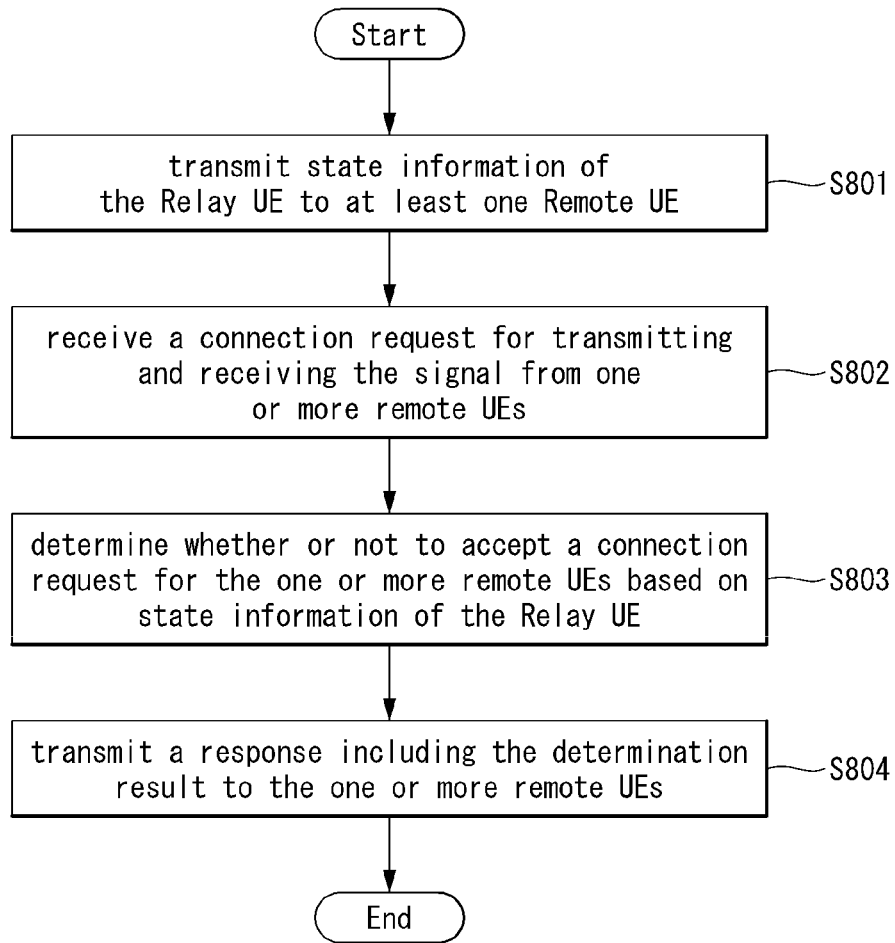 Start
transmit state information of
the Relay UE to at least one Remote UE
S801
receive a connection request for transmitting
and receiving the signal from one
or more remote UEs
S802
determine whether or not to accept a connection
request for the one or more remote UEs based on
state information of the Relay UE
S803
transmit a response including the determination
result to the one or more remote UEs
S804
End